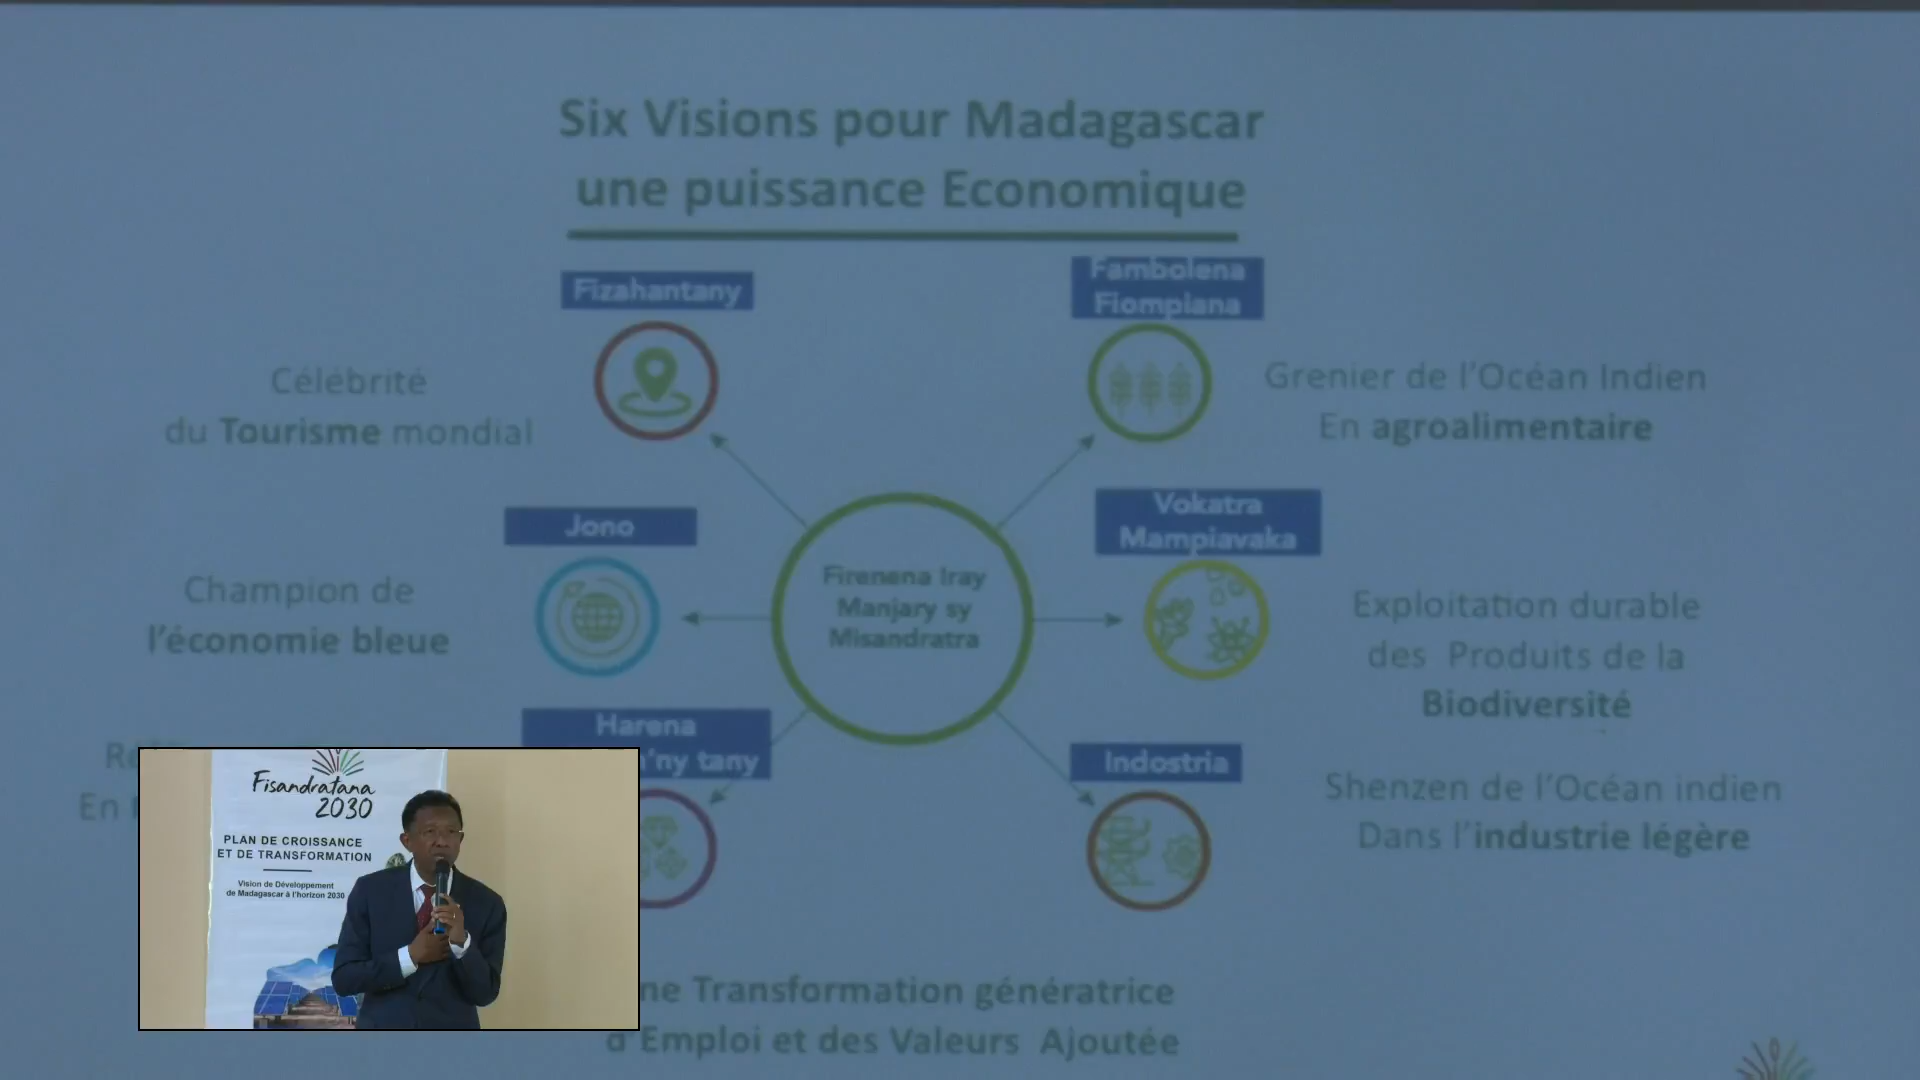 Six Visions pour Madagascar
une puissance Economique
Fizahantany
Fambolena
Fiompiana
Célébrité
du Tourisme mondial
Grenier de l'Océan Indien
En agroalimentaire
Jono
Vokatra
Mampiavaka
Champion de
l'économie bleue
Firenena Iray
Manjary sy
Misandratra
Exploitation durable
des Produits de la
Biodiversité
Harena
'ny tany
Indostria
Shenzen de l'Océan indien
Dans l'industrie légère
En
Fisandratana
2030
PLAN DE CROISSANCE
ET DE TRANSFORMATION
Vision de Développement
de Madagascar à l'horizon 2030
ne Transformation génératrice
d'Emploi et des Valeurs Ajoutée